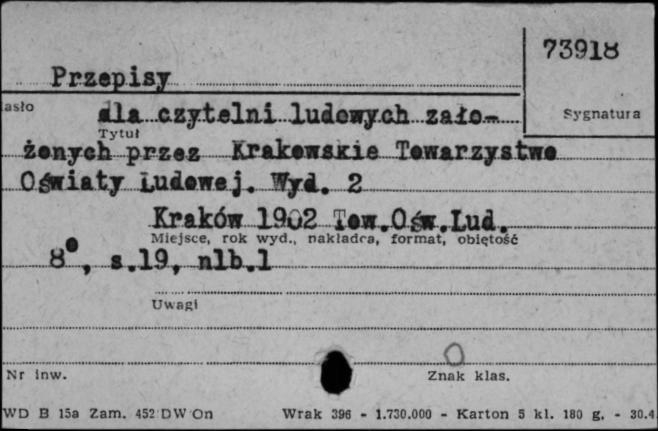 73918
Przepisy
asło
dla czytelni ludowych zało-
Sygnatura
Tytuł
żonych przez Krakowskie Towarzystwo
Oświaty Ludowej. Wyd. 2
Kraków 1902 Tow.Ośw.Lud.
Miejsce, rok wyd., nakładca, format, objętość
8°, s.19, nlb.1
Uwagi
Nr inw.
Znak klas.
WD B 15a Zam. 452 DW On Wrak 396 - 1.730.000 - Karton 5 kl. 180 g. - 30.4